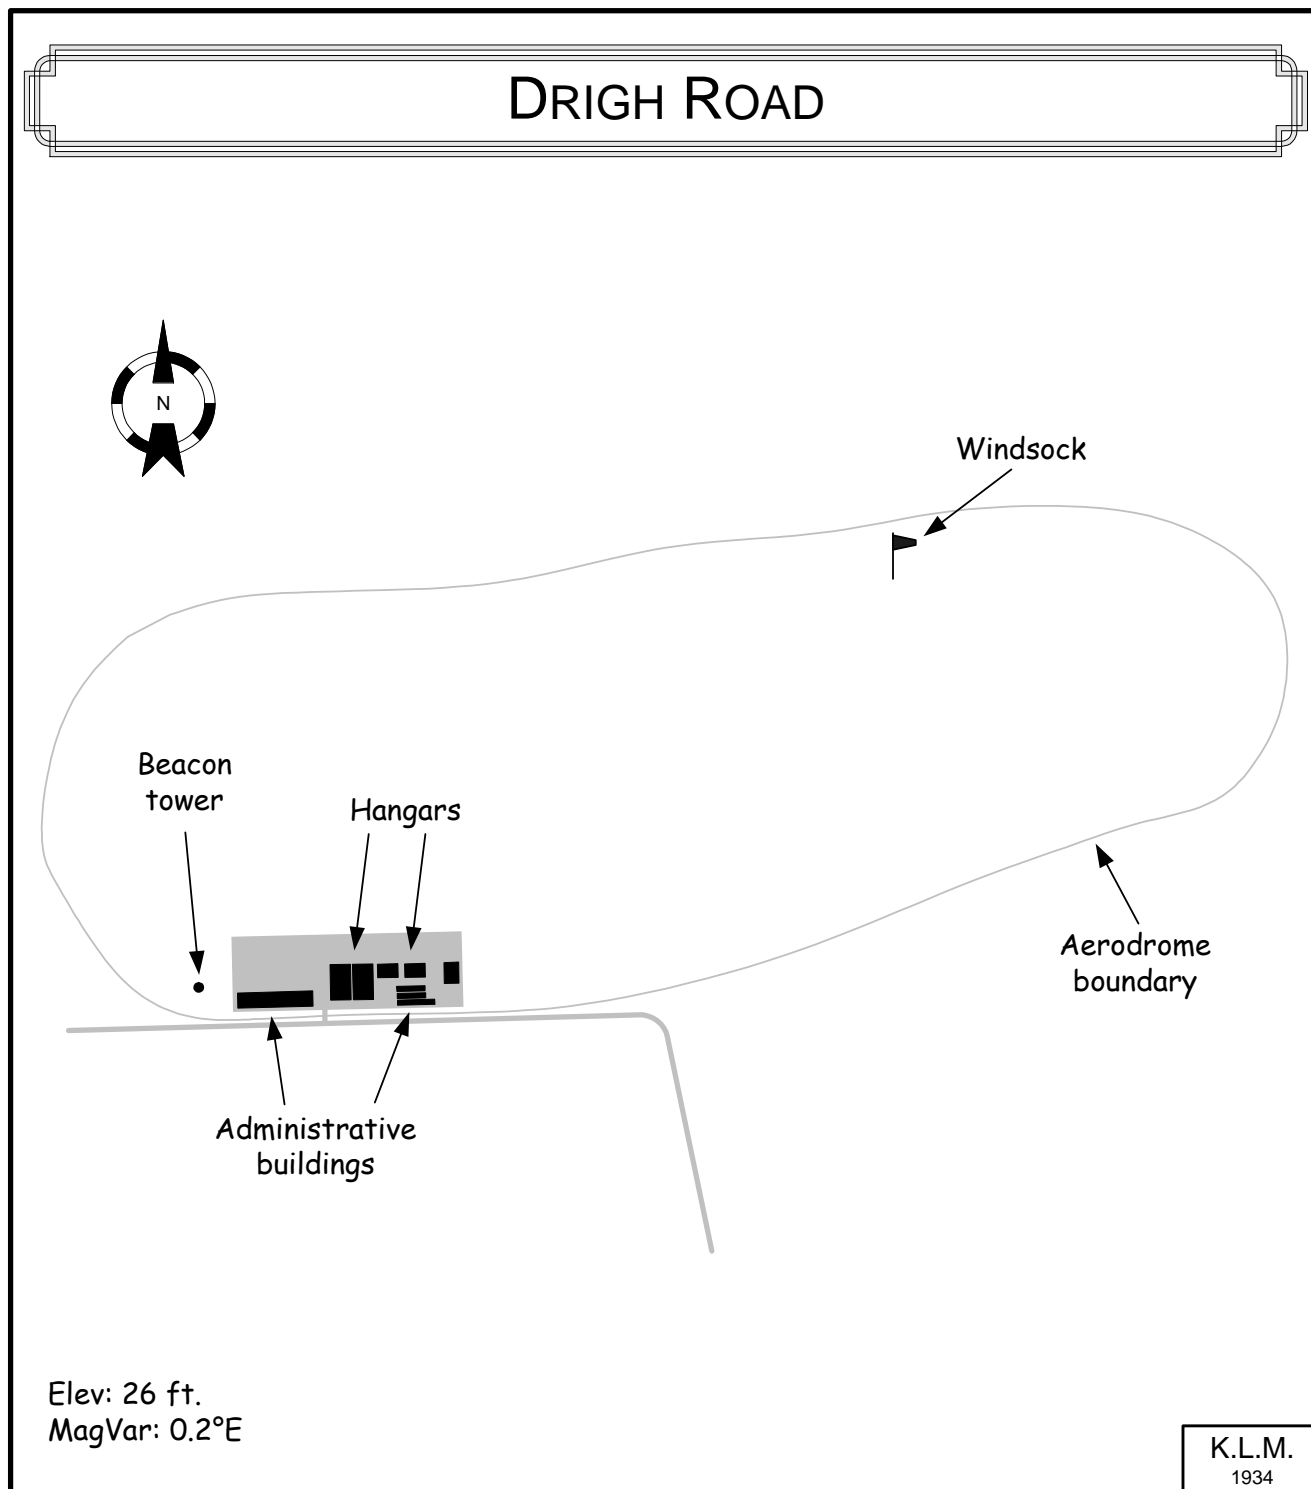 DRIGH ROAD
N
Windsock
Beacon
tower
Hangars
Aerodrome
boundary
Administrative
buildings
Elev: 26 ft.
MagVar: 0.2°E
K.L.M.
1934